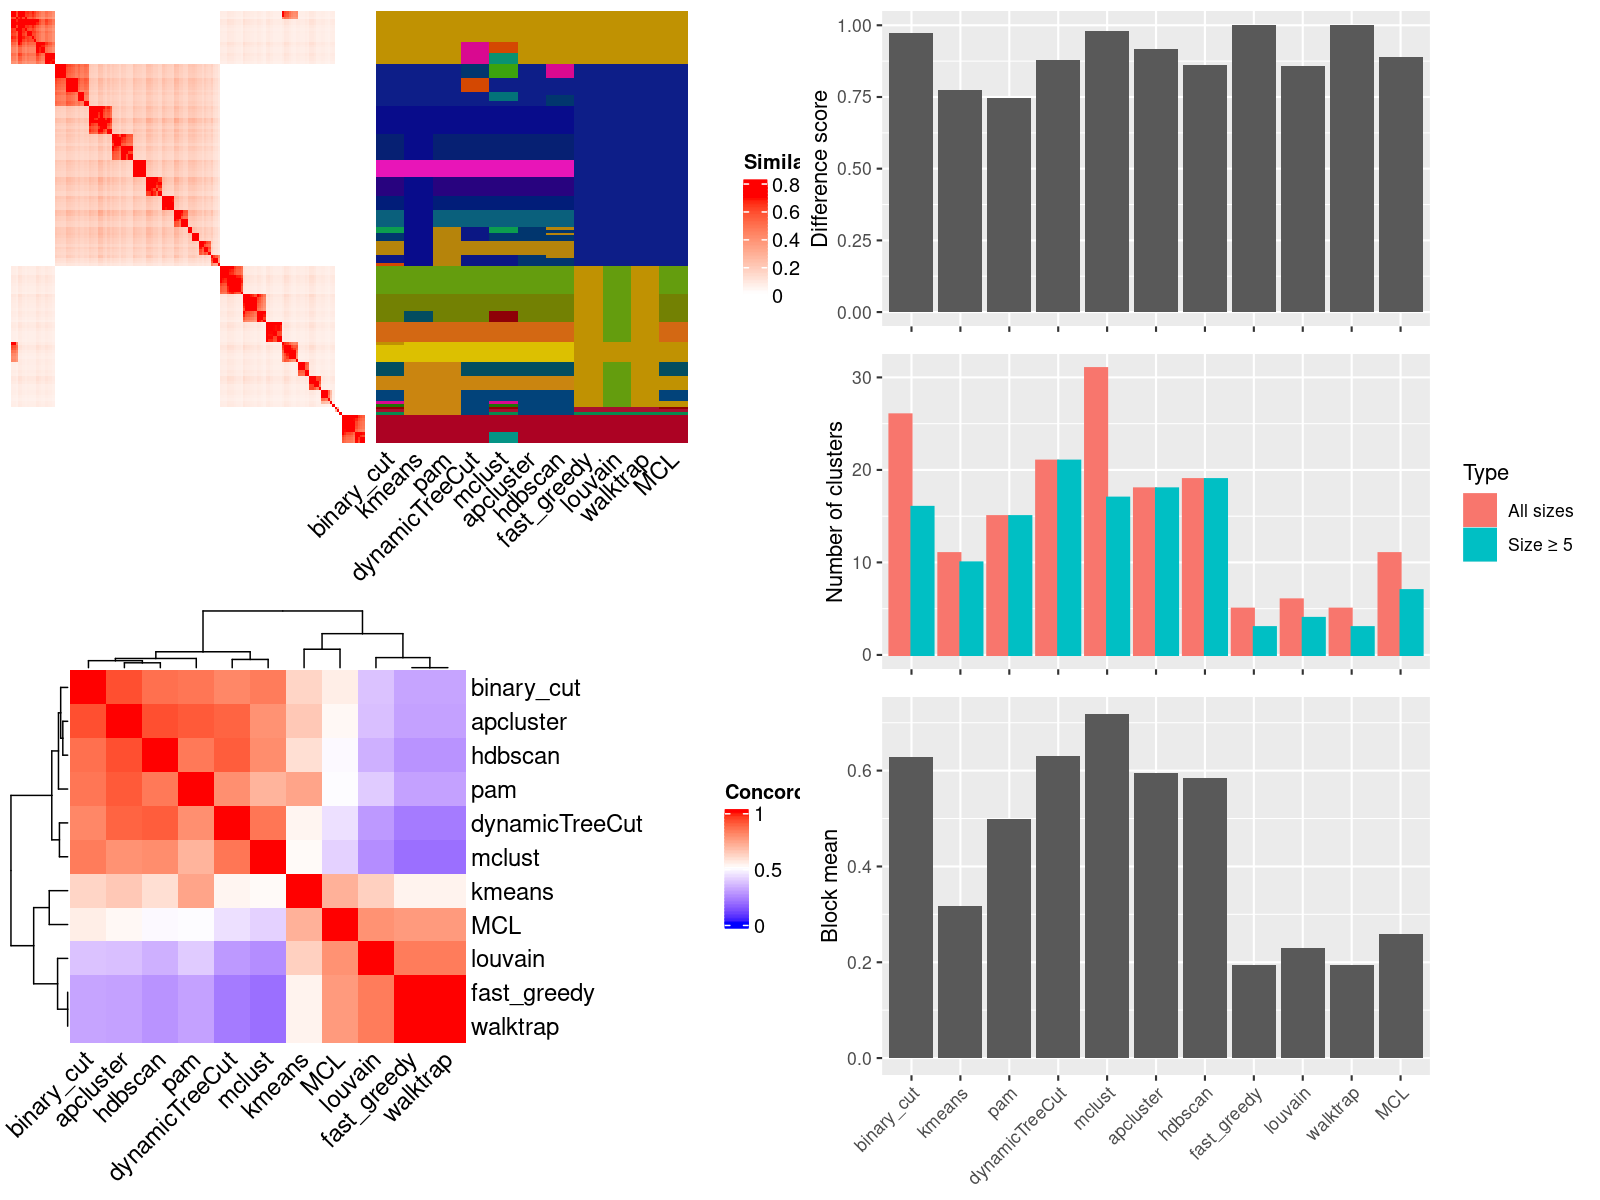 Simila
0.8
0.6
0.4
0.2
0
binary_cut
kmeans
pam
dynamicTreeCut
mclust
apcluster
hdbscan
fast_greedy
louvain
walktrap
MCL
binary_cut
apcluster
hdbscan
pam
dynamicTreeCut
mclust
kmeans
MCL
louvain
fast_greedy
walktrap
Concord
1
0.5
0
binary_cut
apcluster
hdbscan
pam
dynamicTreeCut
mclust
kmeans
MCL
louvain
fast_greedy
walktrap
Difference score
1.00
0.75
0.50
0.25
0.00
Number of clusters
30
20
10
0
Type
All sizes
Size ≥ 5
Block mean
0.6
0.4
0.2
0.0
binary_cut
kmeans
pam
dynamicTreeCut
mclust
apcluster
hdbscan
fast_greedy
louvain
walktrap
MCL